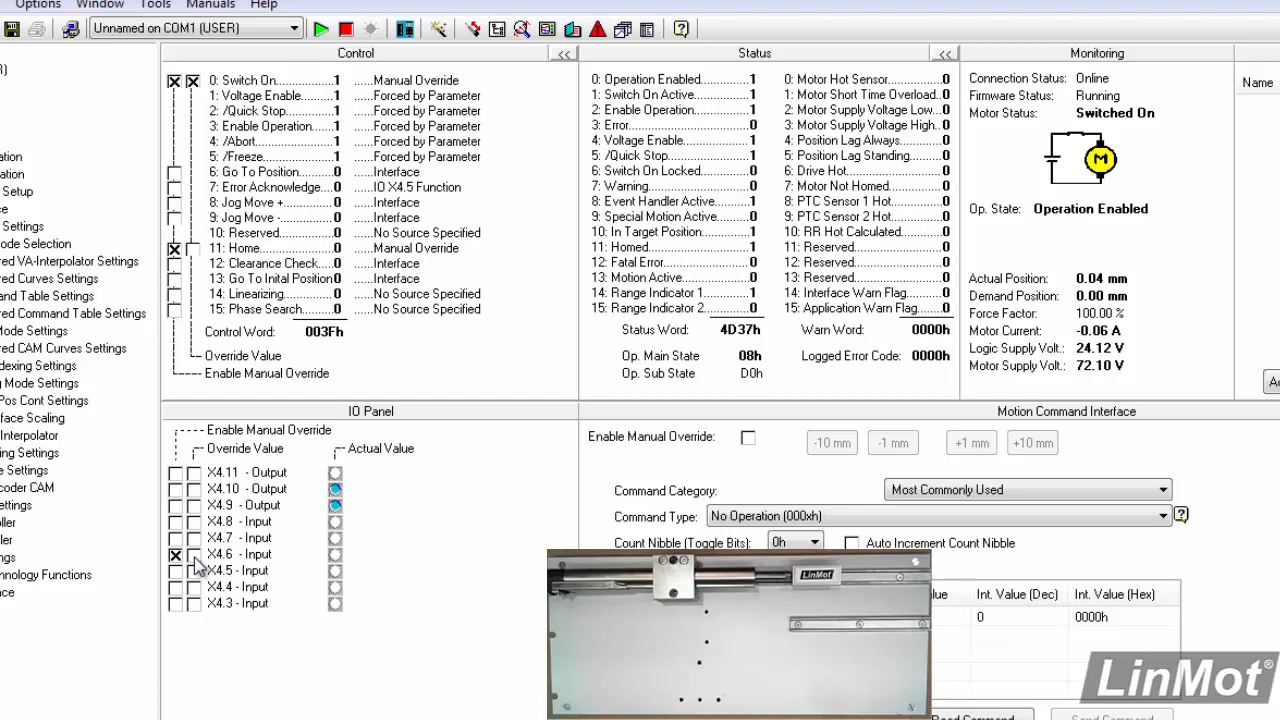 Options Window Tools Manuals Help
Unnamed on COM1 (USER)
Control
<<
Status
<<
Monitoring
0: Switch On..............1 ......Manual Override
1: Voltage Enable........1 ......Forced by Parameter
2: /Quick Stop............1 ......Forced by Parameter
3: Enable Operation....1 ......Forced by Parameter
4: /Abort...................1 ......Forced by Parameter
5: /Freeze.................1 ......Forced by Parameter
6: Go To Position........0 ......Interface
7: Error Acknowledge...0 ......IO X4.5 Function
8: Jog Move +............0 ......Interface
9: Jog Move -.............0 ......Interface
10: Reserved..............0 ......No Source Specified
11: Home...................0 ......Manual Override
12: Clearance Check....0 ......Interface
13: Go To Inital Position0 ......Interface
14: Linearizing.............0 ......No Source Specified
15: Phase Search.........0 ......No Source Specified
Control Word: 003Fh
Override Value
Enable Manual Override
0: Operation Enabled......1
1: Switch On Active........1
2: Enable Operation........1
3: Error........................0
4: Voltage Enable..........1
5: /Quick Stop..............1
6: Switch On Locked......0
7: Warning...................0
8: Event Handler Active..1
9: Special Motion Active..0
10: In Target Position.....1
11: Homed...................1
12: Fatal Error...............0
13: Motion Active..........0
14: Range Indicator 1.....1
15: Range Indicator 2.....0
Status Word: 4D37h
Op. Main State 08h
Op. Sub State D0h
0: Motor Hot Sensor........0
1: Motor Short Time Overload..0
2: Motor Supply Voltage Low...0
3: Motor Supply Voltage High..0
4: Position Lag Always......0
5: Position Lag Standing....0
6: Drive Hot...................0
7: Motor Not Homed........0
8: PTC Sensor 1 Hot........0
9: PTC Sensor 2 Hot........0
10: RR Hot Calculated......0
11: Reserved.................0
12: Reserved.................0
13: Reserved.................0
14: Interface Warn Flag....0
15: Application Warn Flag..0
Warn Word: 0000h
Logged Error Code: 0000h
Connection Status: Online
Firmware Status: Running
Motor Status: Switched On
M
Op. State: Operation Enabled
Actual Position: 0.04 mm
Demand Position: 0.00 mm
Force Factor: 100.00 %
Motor Current: -0.06 A
Logic Supply Volt.: 24.12 V
Motor Supply Volt.: 72.10 V
Name
IO Panel
Enable Manual Override
Override Value
Actual Value
X4.11 - Output
X4.10 - Output
X4.9 - Output
X4.8 - Input
X4.7 - Input
X4.6 - Input
X4.5 - Input
X4.4 - Input
X4.3 - Input
Motion Command Interface
Enable Manual Override:
-10 mm -1 mm +1 mm +10 mm
Command Category: Most Commonly Used
Command Type: No Operation (000xh)
Count Nibble (Toggle Bits): 0h Auto Increment Count Nibble
Int. Value (Dec) Int. Value (Hex)
0 0000h
LinMot
LinMot®
Setup
Settings
Mode Selection
VA-Interpolator Settings
Curves Settings
Table Settings
Command Table Settings
Mode Settings
CAM Curves Settings
Indexing Settings
Mode Settings
Pos Cont Settings
Scaling
Interpolator
Settings
Settings
CAM
Functions